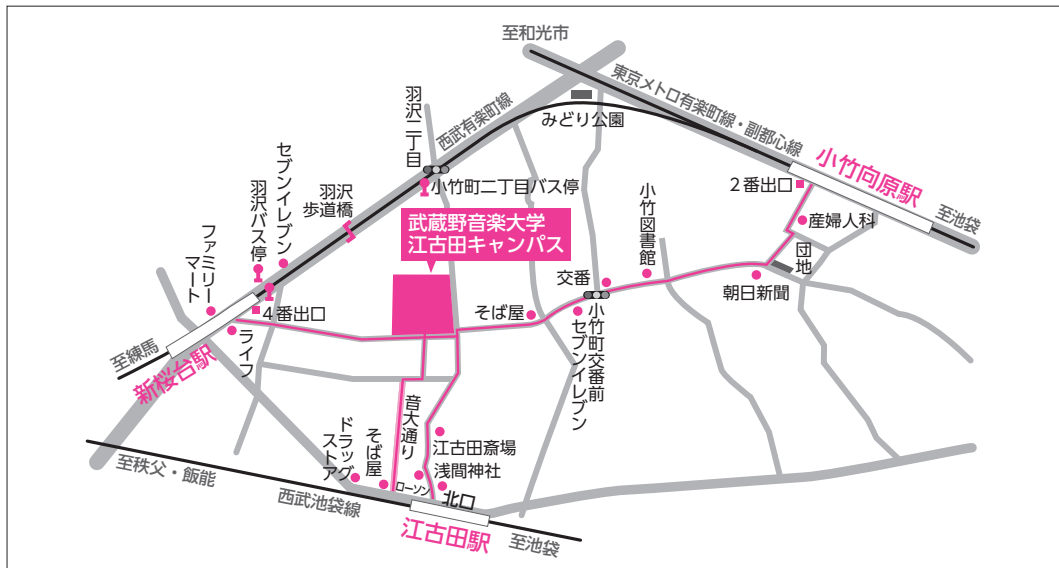 至和光市
東京メトロ有楽町線・副都心線
西武有楽町線
みどり公園
羽沢二丁目
小竹向原駅
2番出口
小竹町二丁目バス停
セブンイレブン
羽沢バス停
羽沢
歩道橋
武蔵野音楽大学
江古田キャンパス
小竹図書館
産婦人科
至池袋
団地
ファミリー
マート
交番
朝日新聞
4番出口
そば屋
小竹町交番前
セブンイレブン
ライフ
至練馬
新桜台駅
音大通り
そば屋
ドラッグ
ストア
江古田斎場
浅間神社
至秩父・飯能
ローソン
北口
西武池袋線
江古田駅
至池袋